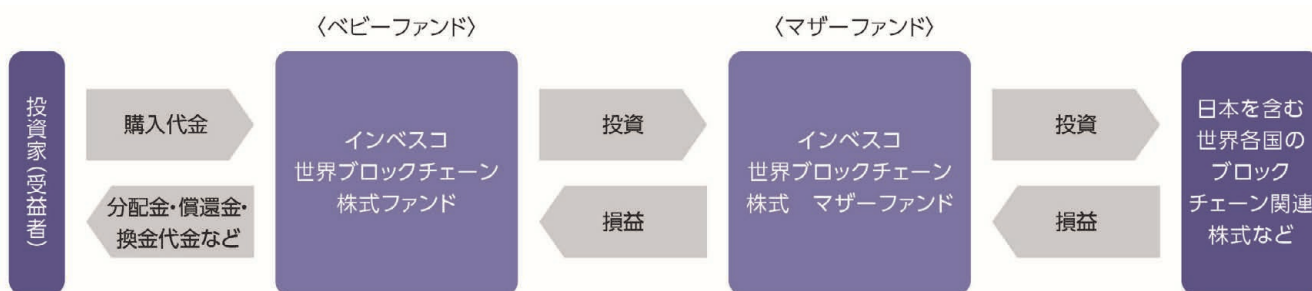 〈ベビーファンド〉
〈マザーファンド〉
投資家(受益者)
購入代金
分配金・償還金・
換金代金など
インベスコ
世界ブロックチェーン
株式ファンド
投資
損益
インベスコ
世界ブロックチェーン
株式　マザーファンド
投資
損益
日本を含む
世界各国の
ブロック
チェーン関連
株式など